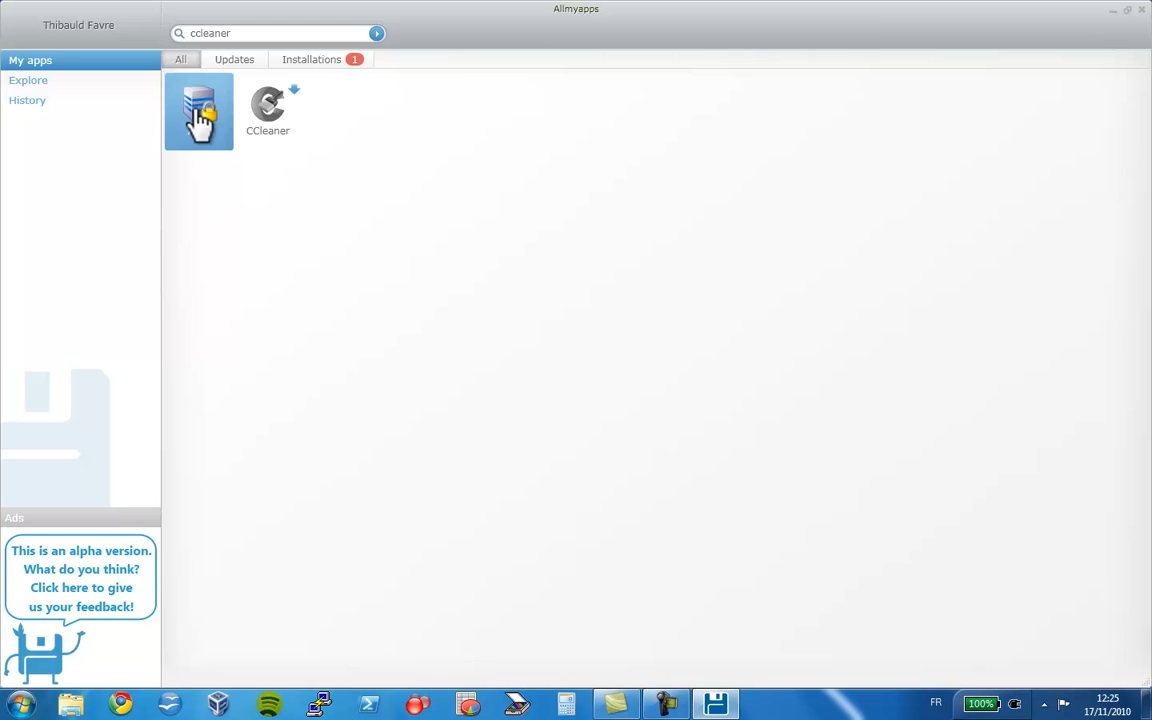 Allmyapps
Thibauld Favre
ccleaner
My apps
All
Updates
Installations 1
Explore
History
CCleaner
Ads
This is an alpha version.
What do you think?
Click here to give
us your feedback!
FR
100%
12:25
17/11/2010